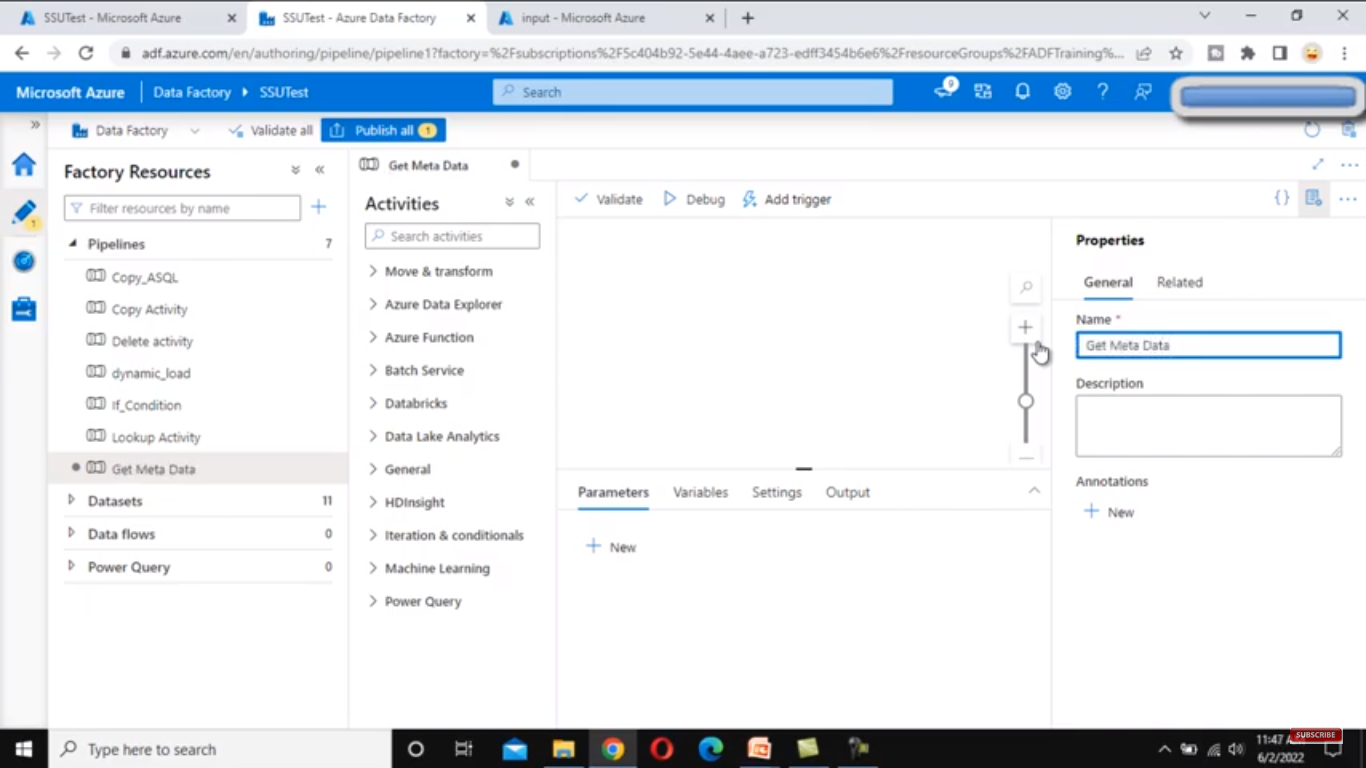 SSUTest - Microsoft Azure
SSUTest - Azure Data Factory
input - Microsoft Azure
adf.azure.com/en/authoring/pipeline/pipeline1?factory=%2Fsubscriptions%2F5c404b92-5e44-4aee-a723-edff3454b6e6%2FresourceGroups%2FADFTraining%...
Microsoft Azure
Data Factory
SSUTest
Search
9
Data Factory
Validate all
Publish all 1
Factory Resources
Filter resources by name
1
Pipelines 7
Copy_ASQL
Copy Activity
Delete activity
dynamic_load
If_Condition
Lookup Activity
Get Meta Data
Datasets 11
Data flows 0
Power Query 0
Get Meta Data
Activities
Search activities
Move & transform
Azure Data Explorer
Azure Function
Batch Service
Databricks
Data Lake Analytics
General
HDInsight
Iteration & conditionals
Machine Learning
Power Query
Validate
Debug
Add trigger
Parameters
Variables
Settings
Output
New
Properties
General
Related
Name *
Get Meta Data
Description
Annotations
New
Type here to search
11:47
6/2/2022
SUBSCRIBE